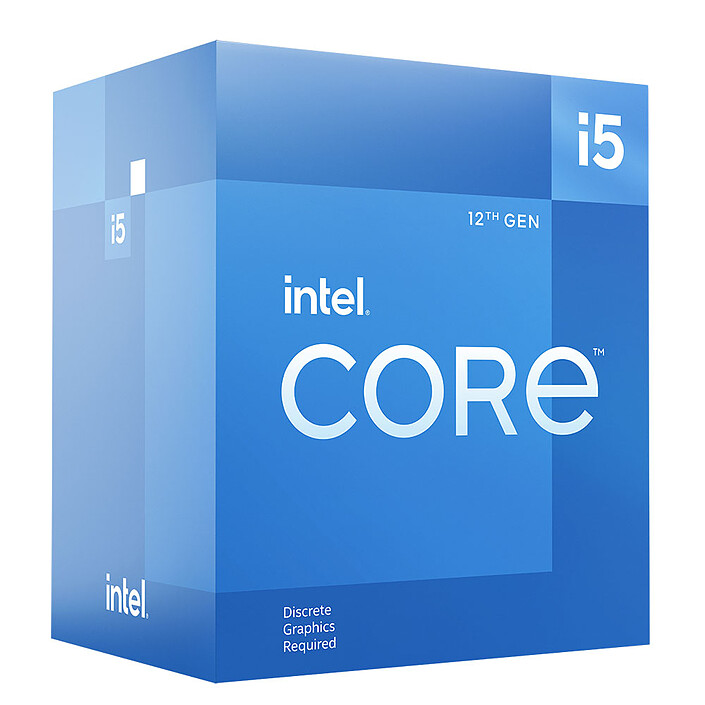 i5
12TH GEN
intel®
CORe™
Discrete
Graphics
Required
i5
intel.